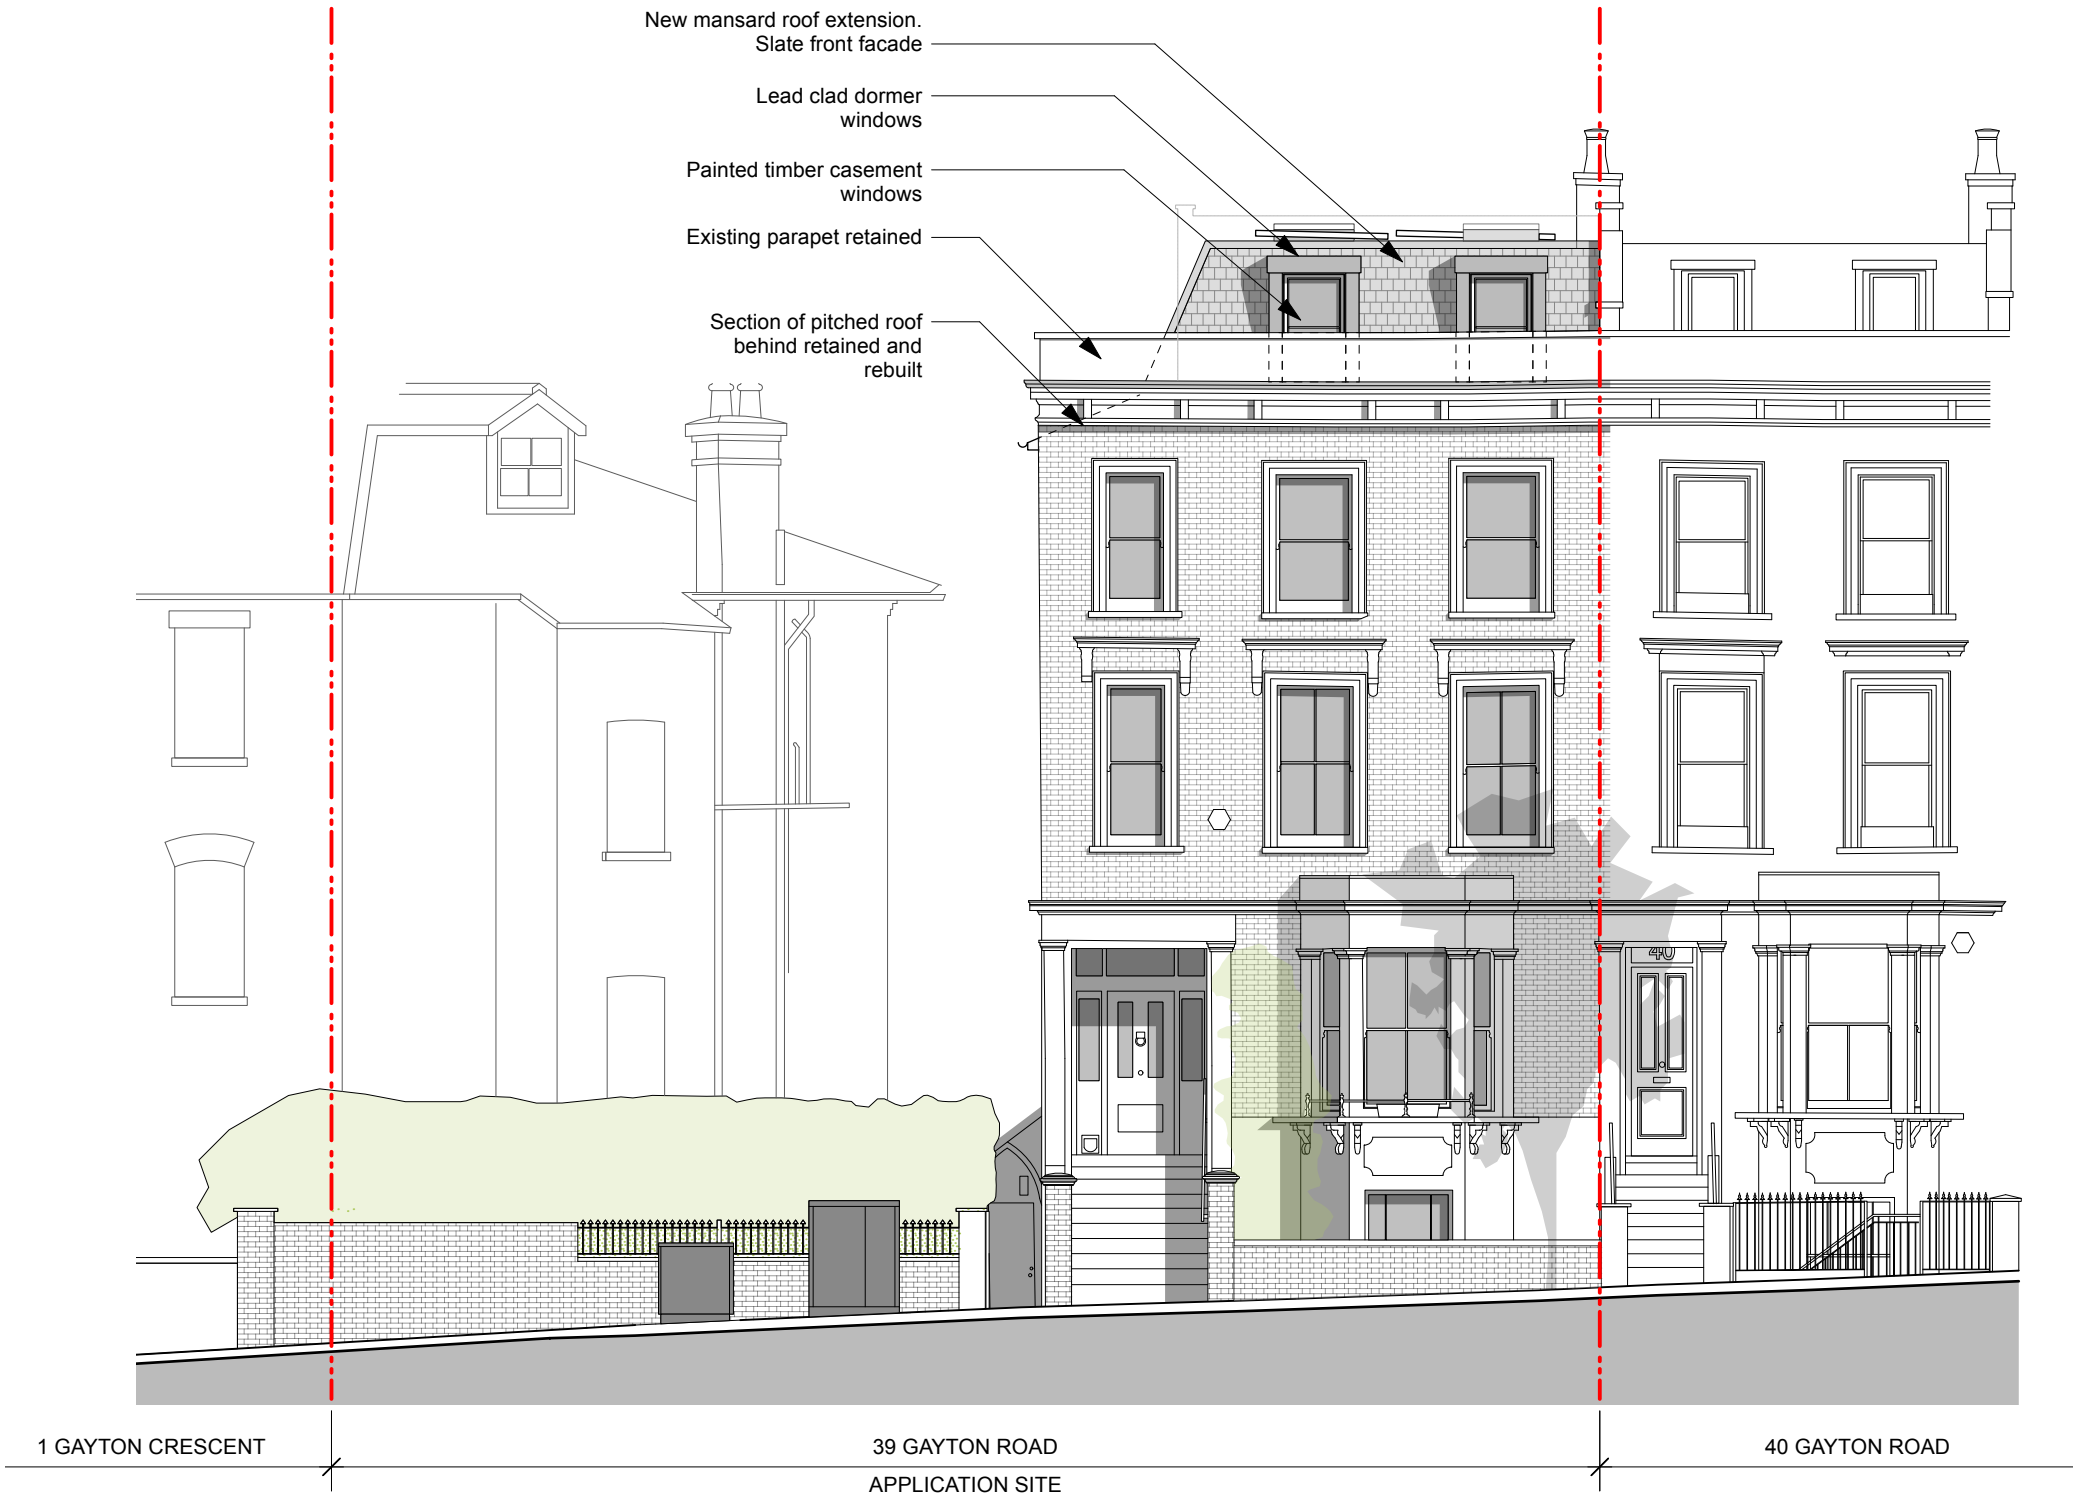 New mansard roof extension.
Slate front facade
Lead clad dormer
windows
Painted timber casement
windows
Existing parapet retained
Section of pitched roof
behind retained and
rebuilt
40
1 GAYTON CRESCENT
39 GAYTON ROAD
40 GAYTON ROAD
APPLICATION SITE